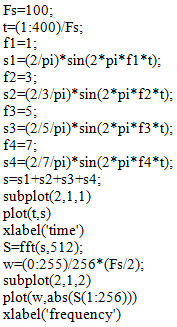 Fs=100;
t=(1:400)/Fs;
f1=1;
s1=(2/pi)*sin(2*pi*f1*t);
f2=3;
s2=(2/3/pi)*sin(2*pi*f2*t);
f3=5;
s3=(2/5/pi)*sin(2*pi*f3*t);
f4=7;
s4=(2/7/pi)*sin(2*pi*f4*t);
s=s1+s2+s3+s4;
subplot(2,1,1)
plot(t,s)
xlabel('time')
S=fft(s,512);
w=(0:255)/256*(Fs/2);
subplot(2,1,2)
plot(w,abs(S(1:256)))
xlabel('frequency')